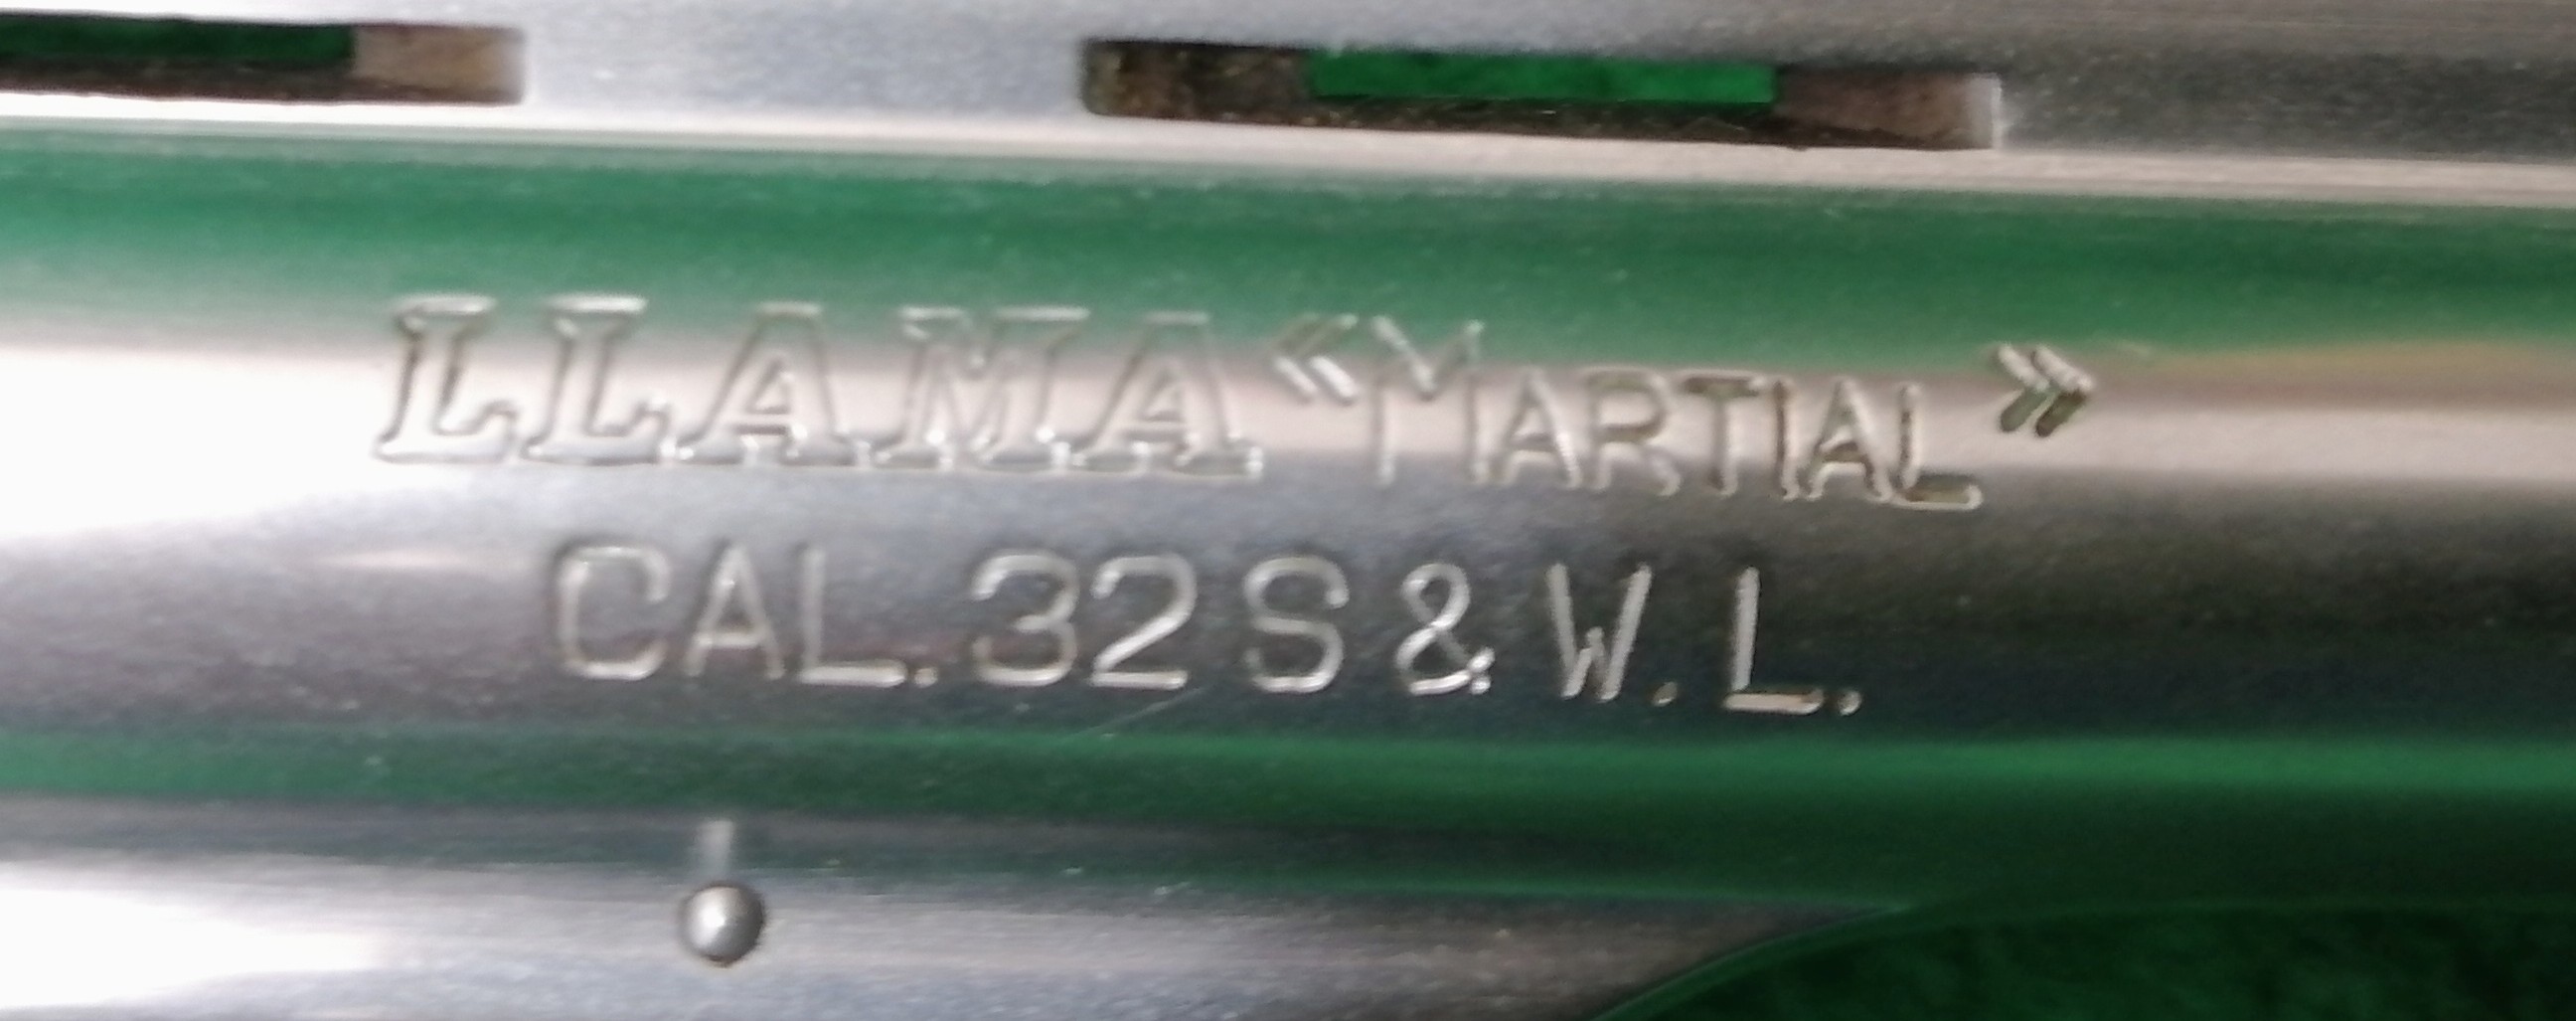 LLAMA «MARTIAL»
CAL.32 S & W.L.